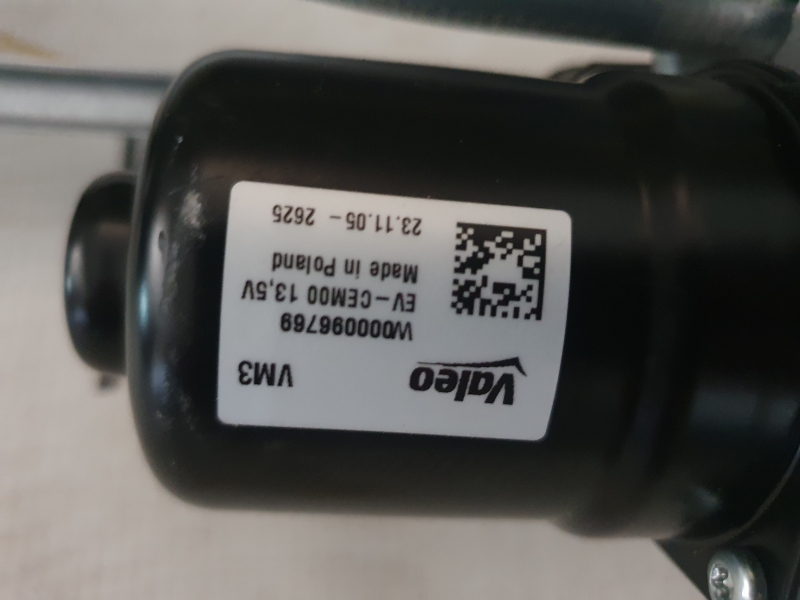 Valeo VM3
W000096769
EV-CEM00 13,5V
Made in Poland
23.11.05 - 2625